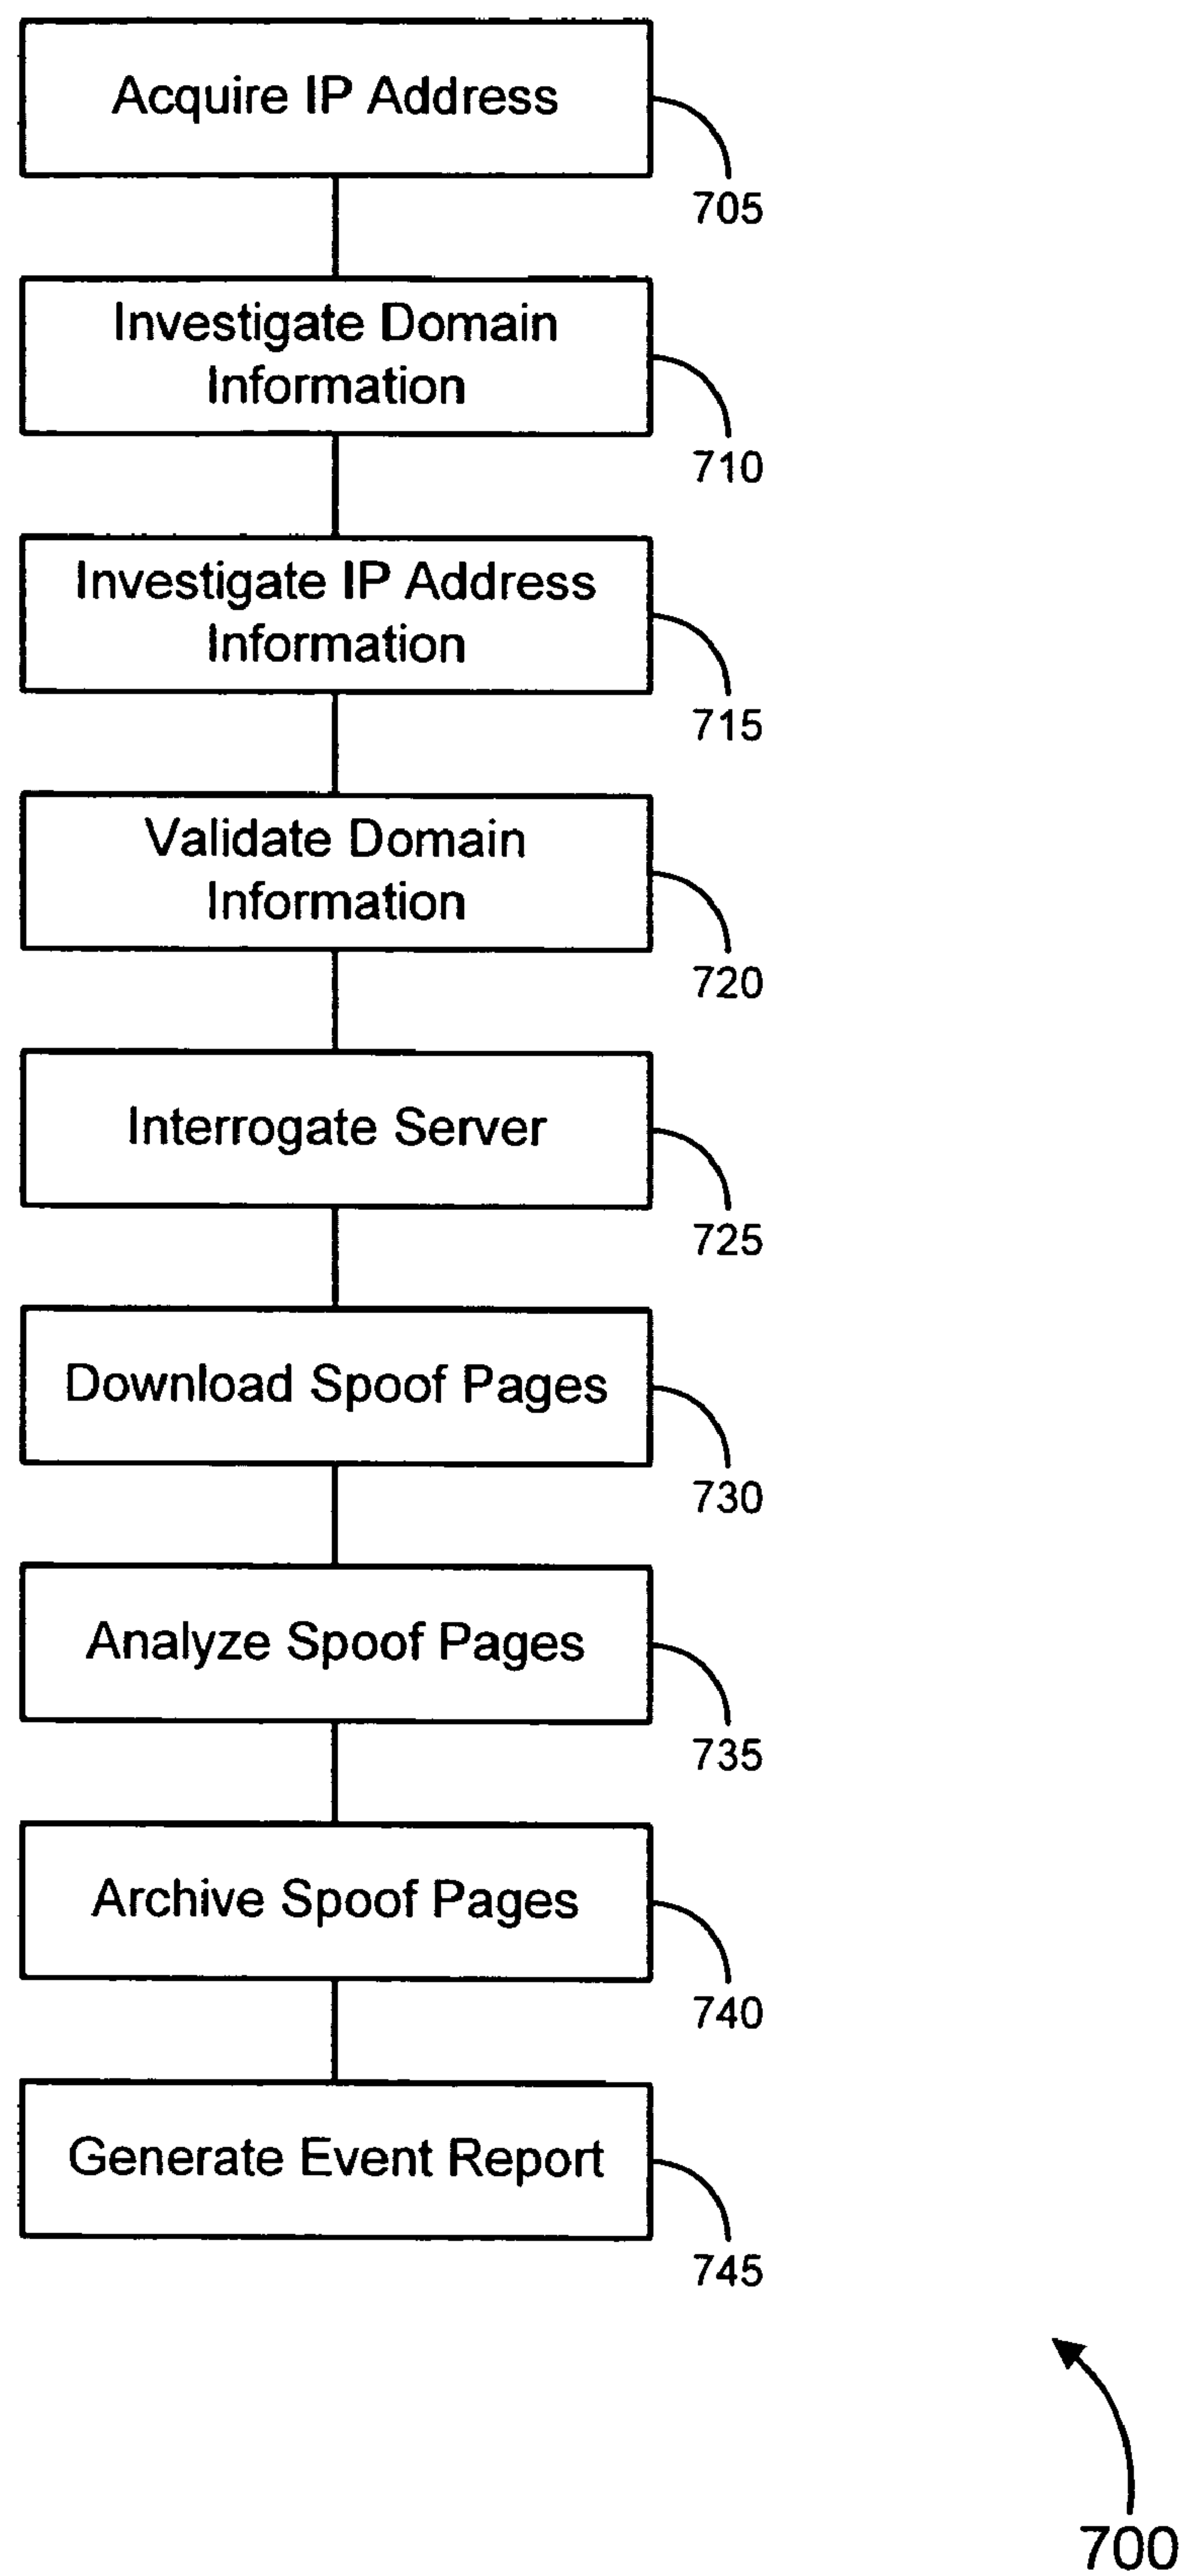 Acquire IP Address
705
Investigate Domain
Information
710
Investigate IP Address
Information
715
Validate Domain
Information
720
Interrogate Server
725
Download Spoof Pages
730
Analyze Spoof Pages
735
Archive Spoof Pages
740
Generate Event Report
745
700